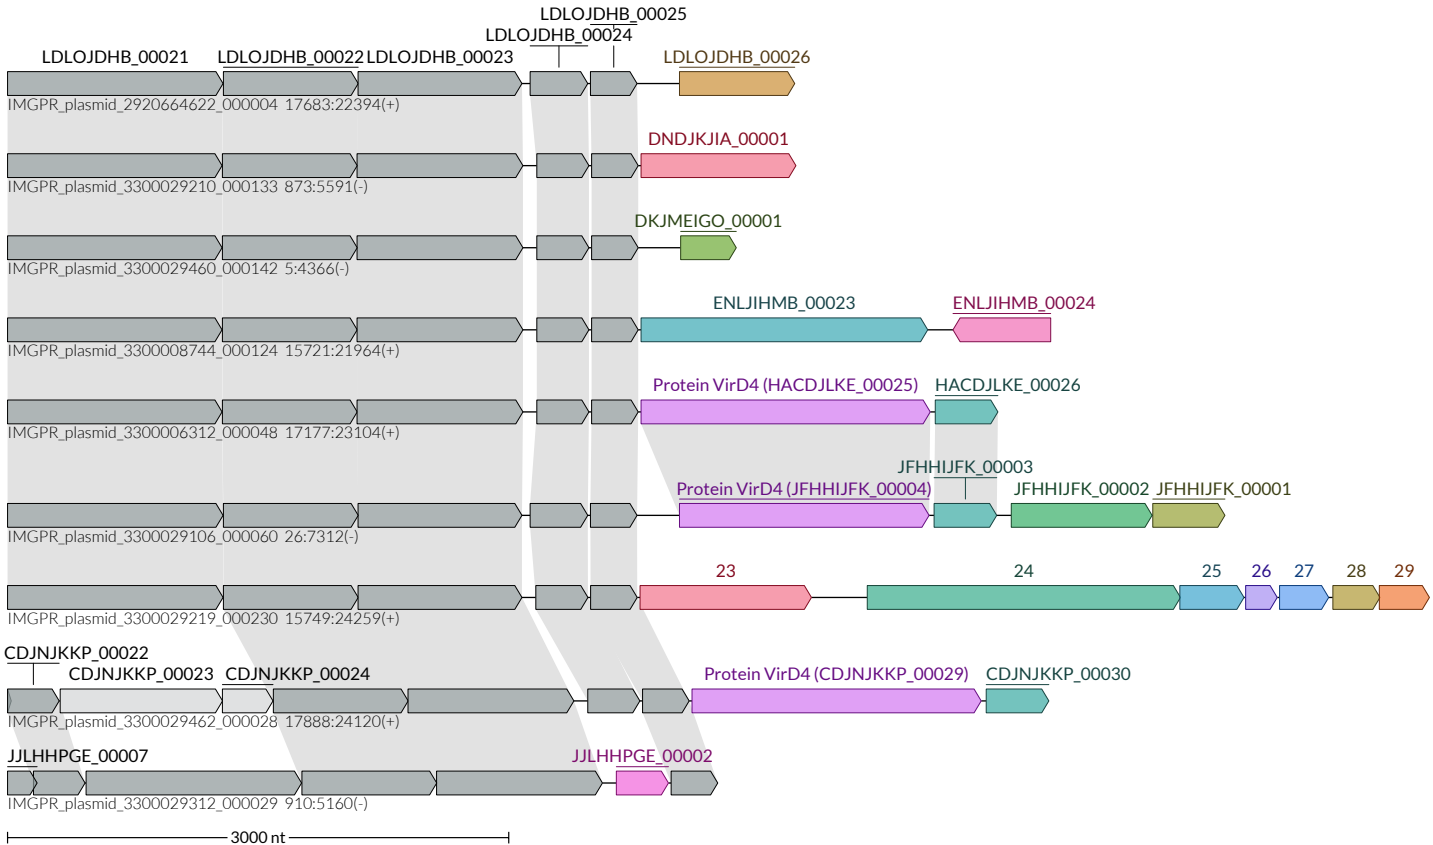 LDLOJDHB_00025
LDLOJDHB_00024
LDLOJDHB_00021 LDLOJDHB_00022 LDLOJDHB_00023 LDLOJDHB_00026
IMGPR_plasmid_2920664622_000004 17683:22394(+)
DNDJKJIA_00001
IMGPR_plasmid_3300029210_000133 873:5591(-)
DKJMEIGO_00001
IMGPR_plasmid_3300029460_000142 5:4366(-)
ENLJIHMB_00023 ENLJIHMB_00024
IMGPR_plasmid_3300008744_000124 15721:21964(+)
Protein VirD4 (HACDJLKE_00025) HACDJLKE_00026
IMGPR_plasmid_3300006312_000048 17177:23104(+)
JFHHIJFK_00003
Protein VirD4 (JFHHIJFK_00004) JFHHIJFK_00002 JFHHIJFK_00001
IMGPR_plasmid_3300029106_000060 26:7312(-)
23 24 25 26 27 28 29
IMGPR_plasmid_3300029219_000230 15749:24259(+)
CDJNJKKP_00022
CDJNJKKP_00023 CDJNJKKP_00024 Protein VirD4 (CDJNJKKP_00029) CDJNJKKP_00030
IMGPR_plasmid_3300029462_000028 17888:24120(+)
JJLHHPGE_00007 JJLHHPGE_00002
IMGPR_plasmid_3300029312_000029 910:5160(-)
3000 nt